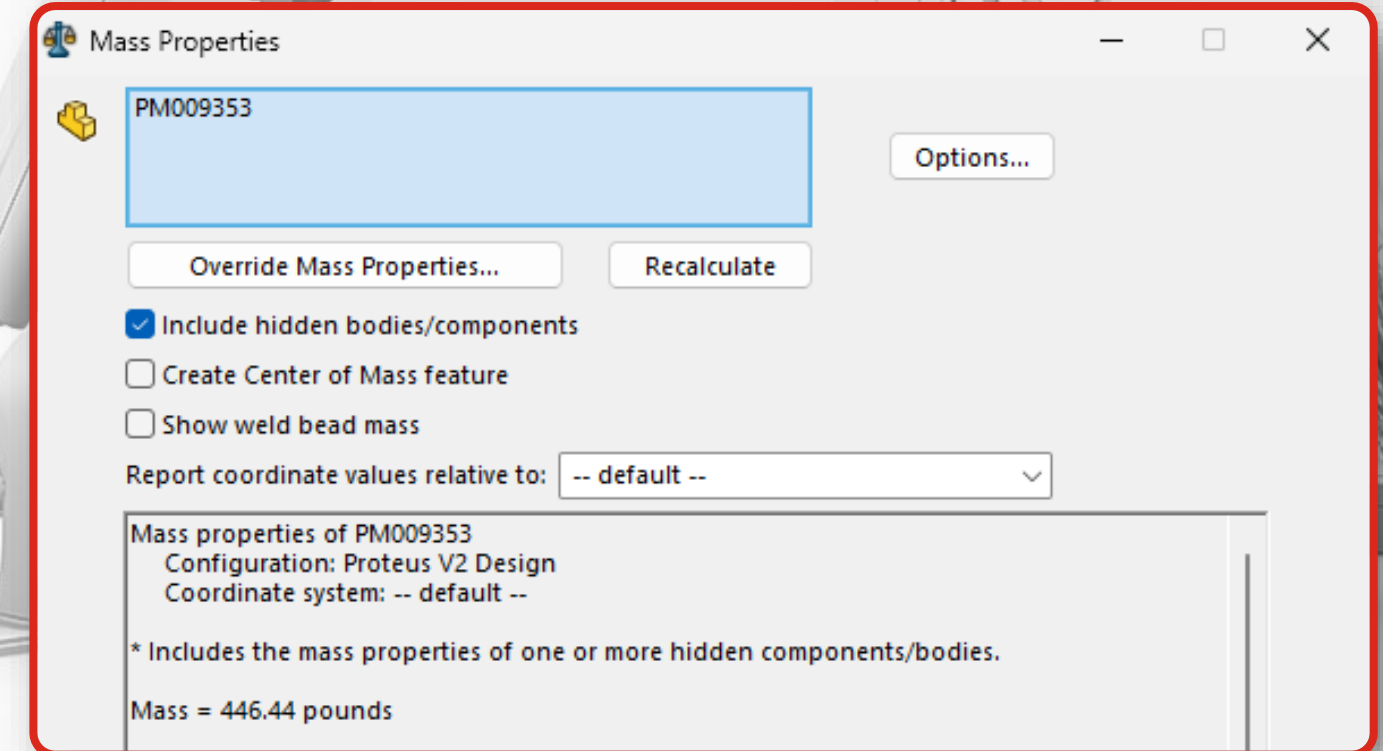 Mass Properties
PM009353
Options...
Override Mass Properties...
Recalculate
Include hidden bodies/components
Create Center of Mass feature
Show weld bead mass
Report coordinate values relative to: -- default --
Mass properties of PM009353
Configuration: Proteus V2 Design
Coordinate system: -- default --
* Includes the mass properties of one or more hidden components/bodies.
Mass = 446.44 pounds